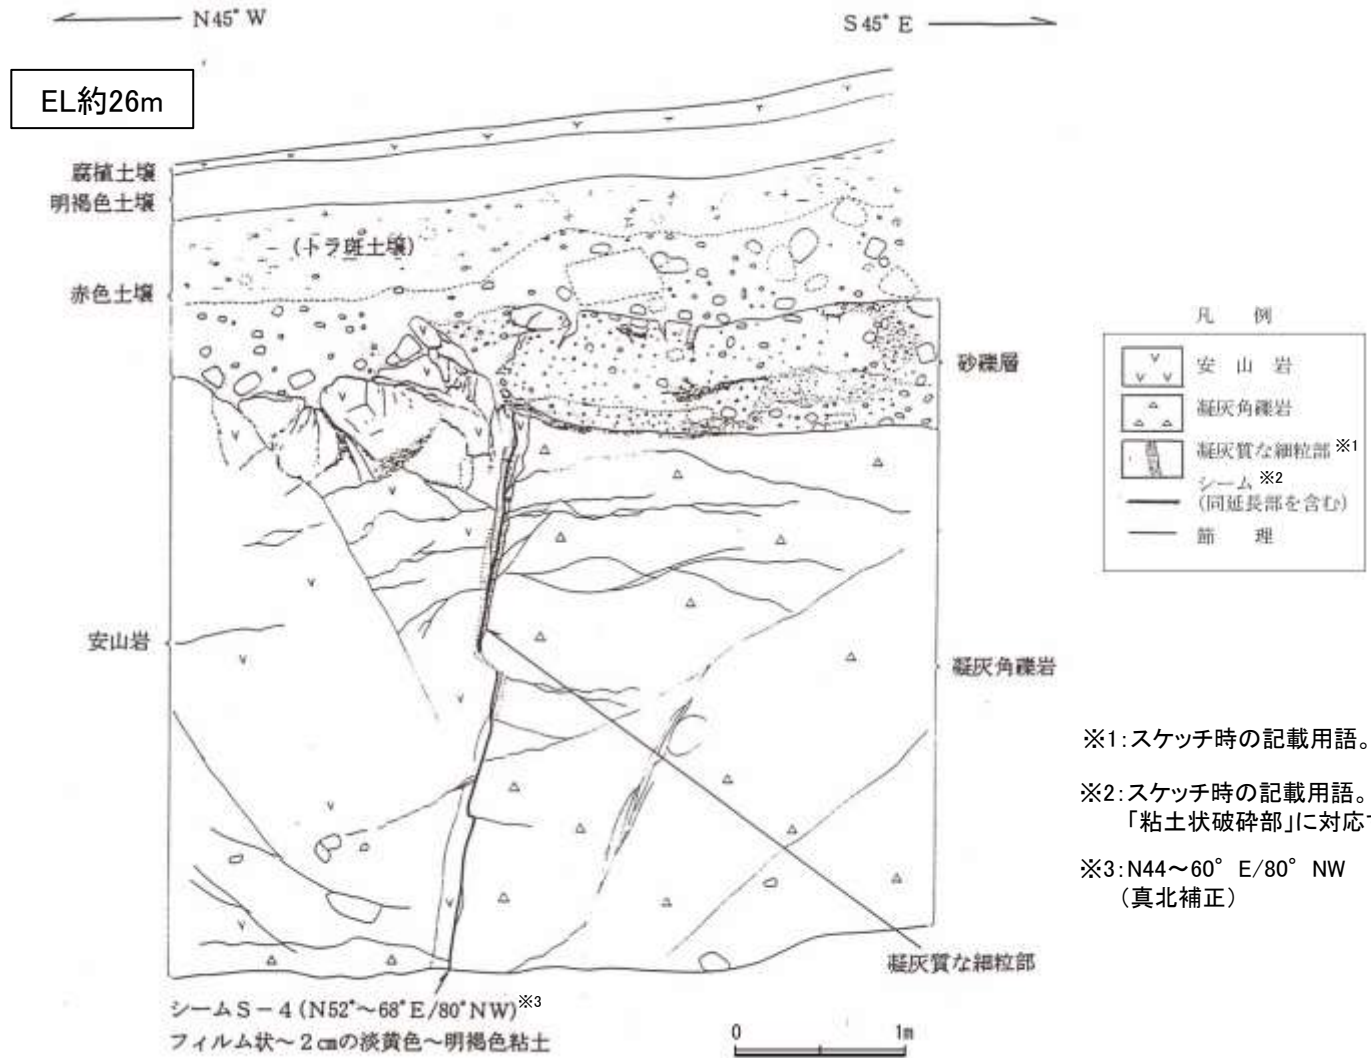 N45° W
S45° E
EL約26m
腐植土壌
明褐色土壌
(トラ斑土壌)
赤色土壌
砂礫層
安山岩
凝灰角礫岩
凡 例
安 山 岩
凝灰角礫岩
凝灰質な細粒部 ※1
シーム ※2
(同延長部を含む)
節 理
※1:スケッチ時の記載用語。
※2:スケッチ時の記載用語。
「粘土状破砕部」に対応
※3:N44~60° E/80° NW
(真北補正)
凝灰質な細粒部
シームS-4(N52°~68°E/80°NW)※3
フィルム状~2㎝の淡黄色~明褐色粘土
0 1m